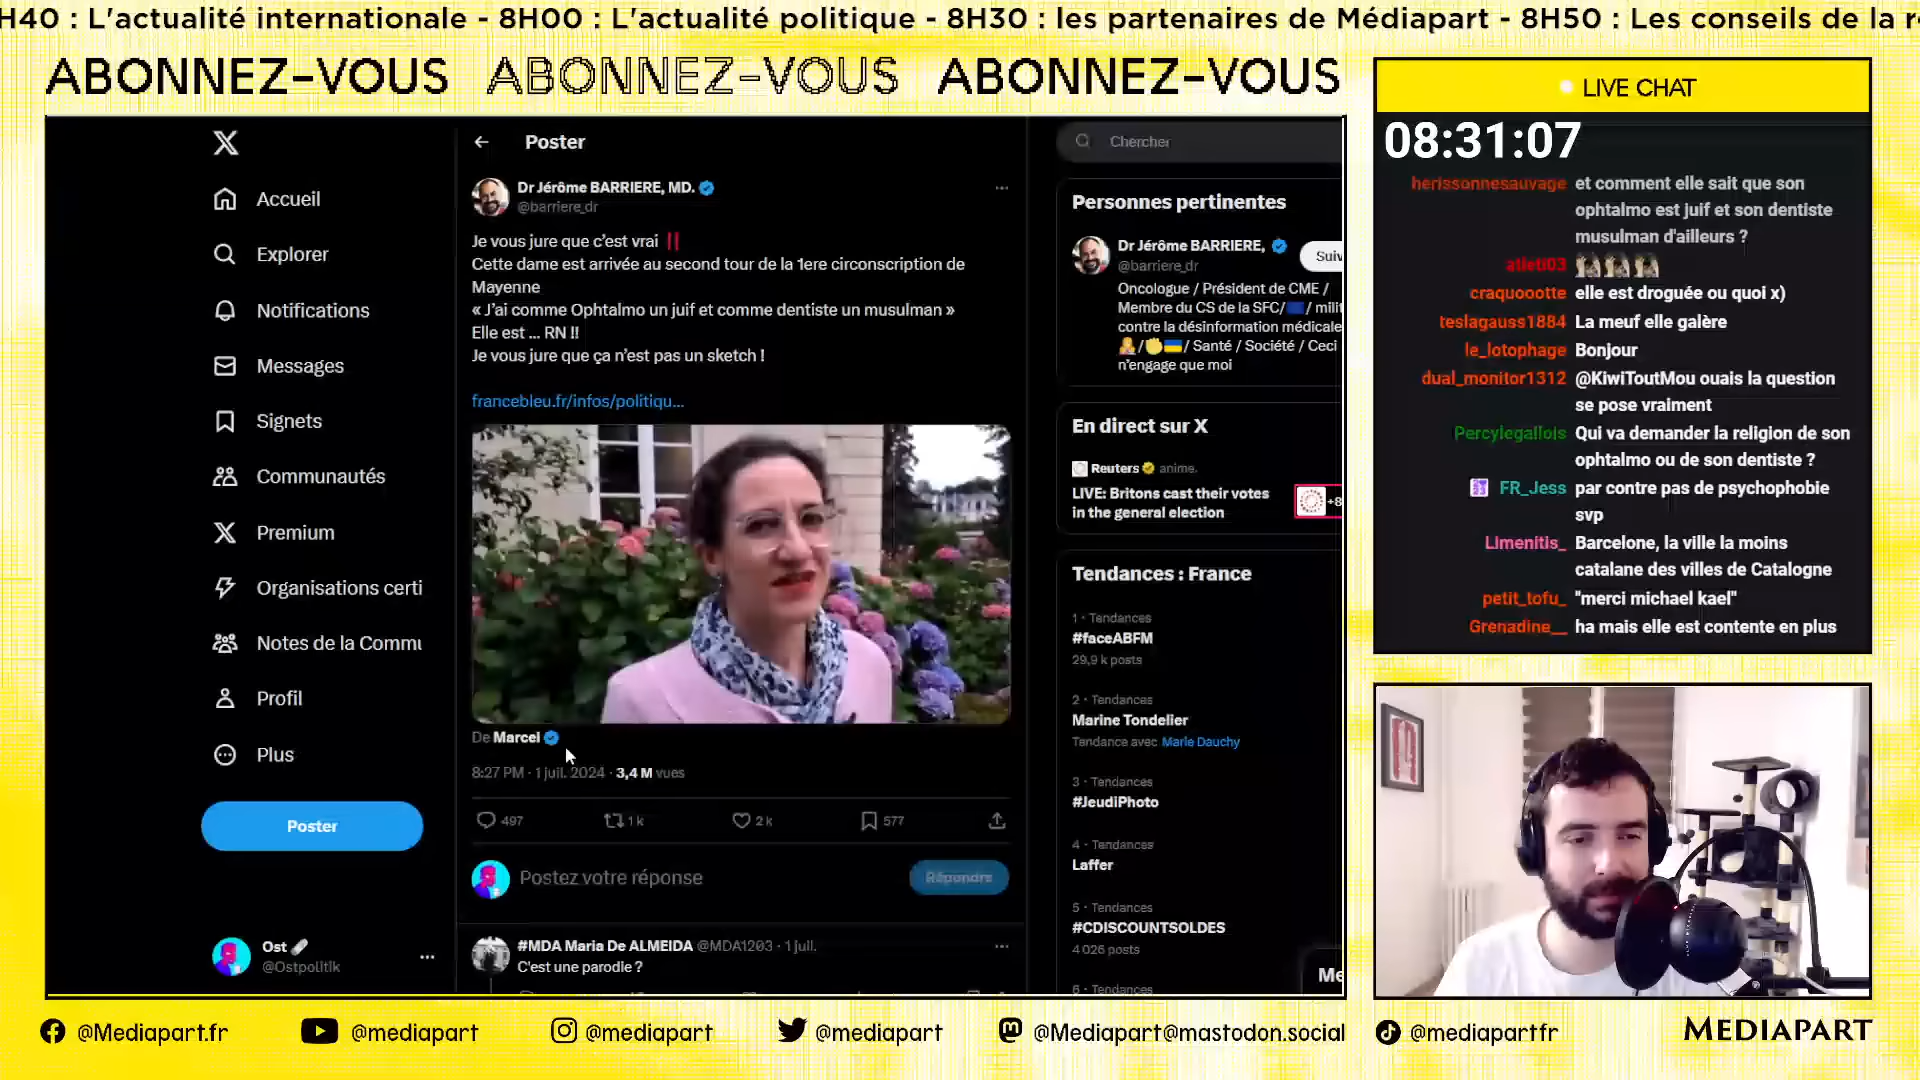 H40 : L'actualité internationale - 8H00 : L'actualité politique - 8H30 : les partenaires de Médiapart - 8H50 : Les conseils de la r
ABONNEZ-VOUS ABONNEZ-VOUS ABONNEZ-VOUS
Accueil
Explorer
Notifications
Messages
Signets
Communautés
Premium
Organisations certi
Notes de la Commu
Profil
Plus
Poster
Ost
@Ostpolitik
Poster
Dr Jérôme BARRIERE, MD.
@barriere_dr
Je vous jure que c'est vrai ‼
Cette dame est arrivée au second tour de la 1ere circonscription de
Mayenne
« J'ai comme Ophtalmo un juif et comme dentiste un musulman »
Elle est ... RN !!
Je vous jure que ça n'est pas un sketch !
francebleu.fr/infos/politiqu...
De Marcel
8:27 PM · 1 juil. 2024 · 3,4 M vues
497 1 k 2 k 577
Postez votre réponse
Répondre
#MDA Maria De ALMEIDA @MDA1203 · 1 juil.
C'est une parodie ?
Chercher
Personnes pertinentes
Dr Jérôme BARRIERE,
@barriere_dr
Suiv
Oncologue / Président de CME /
Membre du CS de la SFC/🇪🇺/ milit
contre la désinformation médicale
/ Santé / Société / Ceci
n'engage que moi
En direct sur X
Reuters anime.
LIVE: Britons cast their votes
in the general election
+8
Tendances : France
1 · Tendances
#faceABFM
29,9 k posts
2 · Tendances
Marine Tondelier
Tendance avec Marie Dauchy
3 · Tendances
#JeudiPhoto
4 · Tendances
Laffer
5 · Tendances
#CDISCOUNTSOLDES
4 026 posts
6 · Tendances
Me
LIVE CHAT
08:31:07
herissonnesauvage et comment elle sait que son
ophtalmo est juif et son dentiste
musulman d'ailleurs ?
atleti03
craquoootte elle est droguée ou quoi x)
teslagauss1884 La meuf elle galère
le_lotophage Bonjour
dual_monitor1312 @KiwiToutMou ouais la question
se pose vraiment
Percylegallois Qui va demander la religion de son
ophtalmo ou de son dentiste ?
FR_Jess par contre pas de psychophobie
svp
Limenitis_ Barcelone, la ville la moins
catalane des villes de Catalogne
petit_tofu_ "merci michael kael"
Grenadine__ ha mais elle est contente en plus
@Mediapart.fr @mediapart @mediapart @mediapart @Mediapart@mastodon.social @mediapartfr MEDIAPART